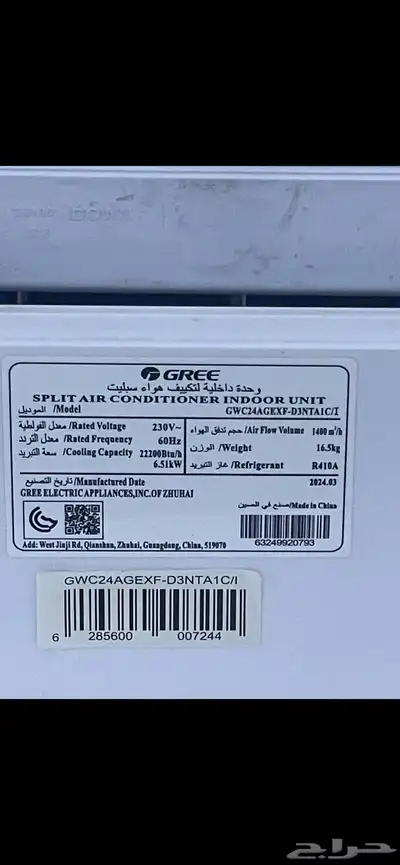 GREE
وحدة داخلية لتكييف هواء سبليت
SPLIT AIR CONDITIONER INDOOR UNIT
الموديل /Model GWC24AGEXF-D3NTA1C/I
معدل الفولطية /Rated Voltage 230V~
معدل التردد /Rated Frequency 60Hz
سعة التبريد /Cooling Capacity 22200Btu/h
6.51kW
حجم تدفق الهواء /Air Flow Volume 1400m³/h
الوزن /Weight 16.5kg
غاز التبريد /Refrigerant R410A
تاريخ التصنيع /Manufactured Date 2024.03
GREE ELECTRIC APPLIANCES,INC.OF ZHUHAI
صنع في الصين /Made in China
63249920793
Add: West Jinji Rd, Qianshan, Zhuhai, Guangdong, China, 519070
GWC24AGEXF-D3NTA1C/I
6 285600 007244
حراج